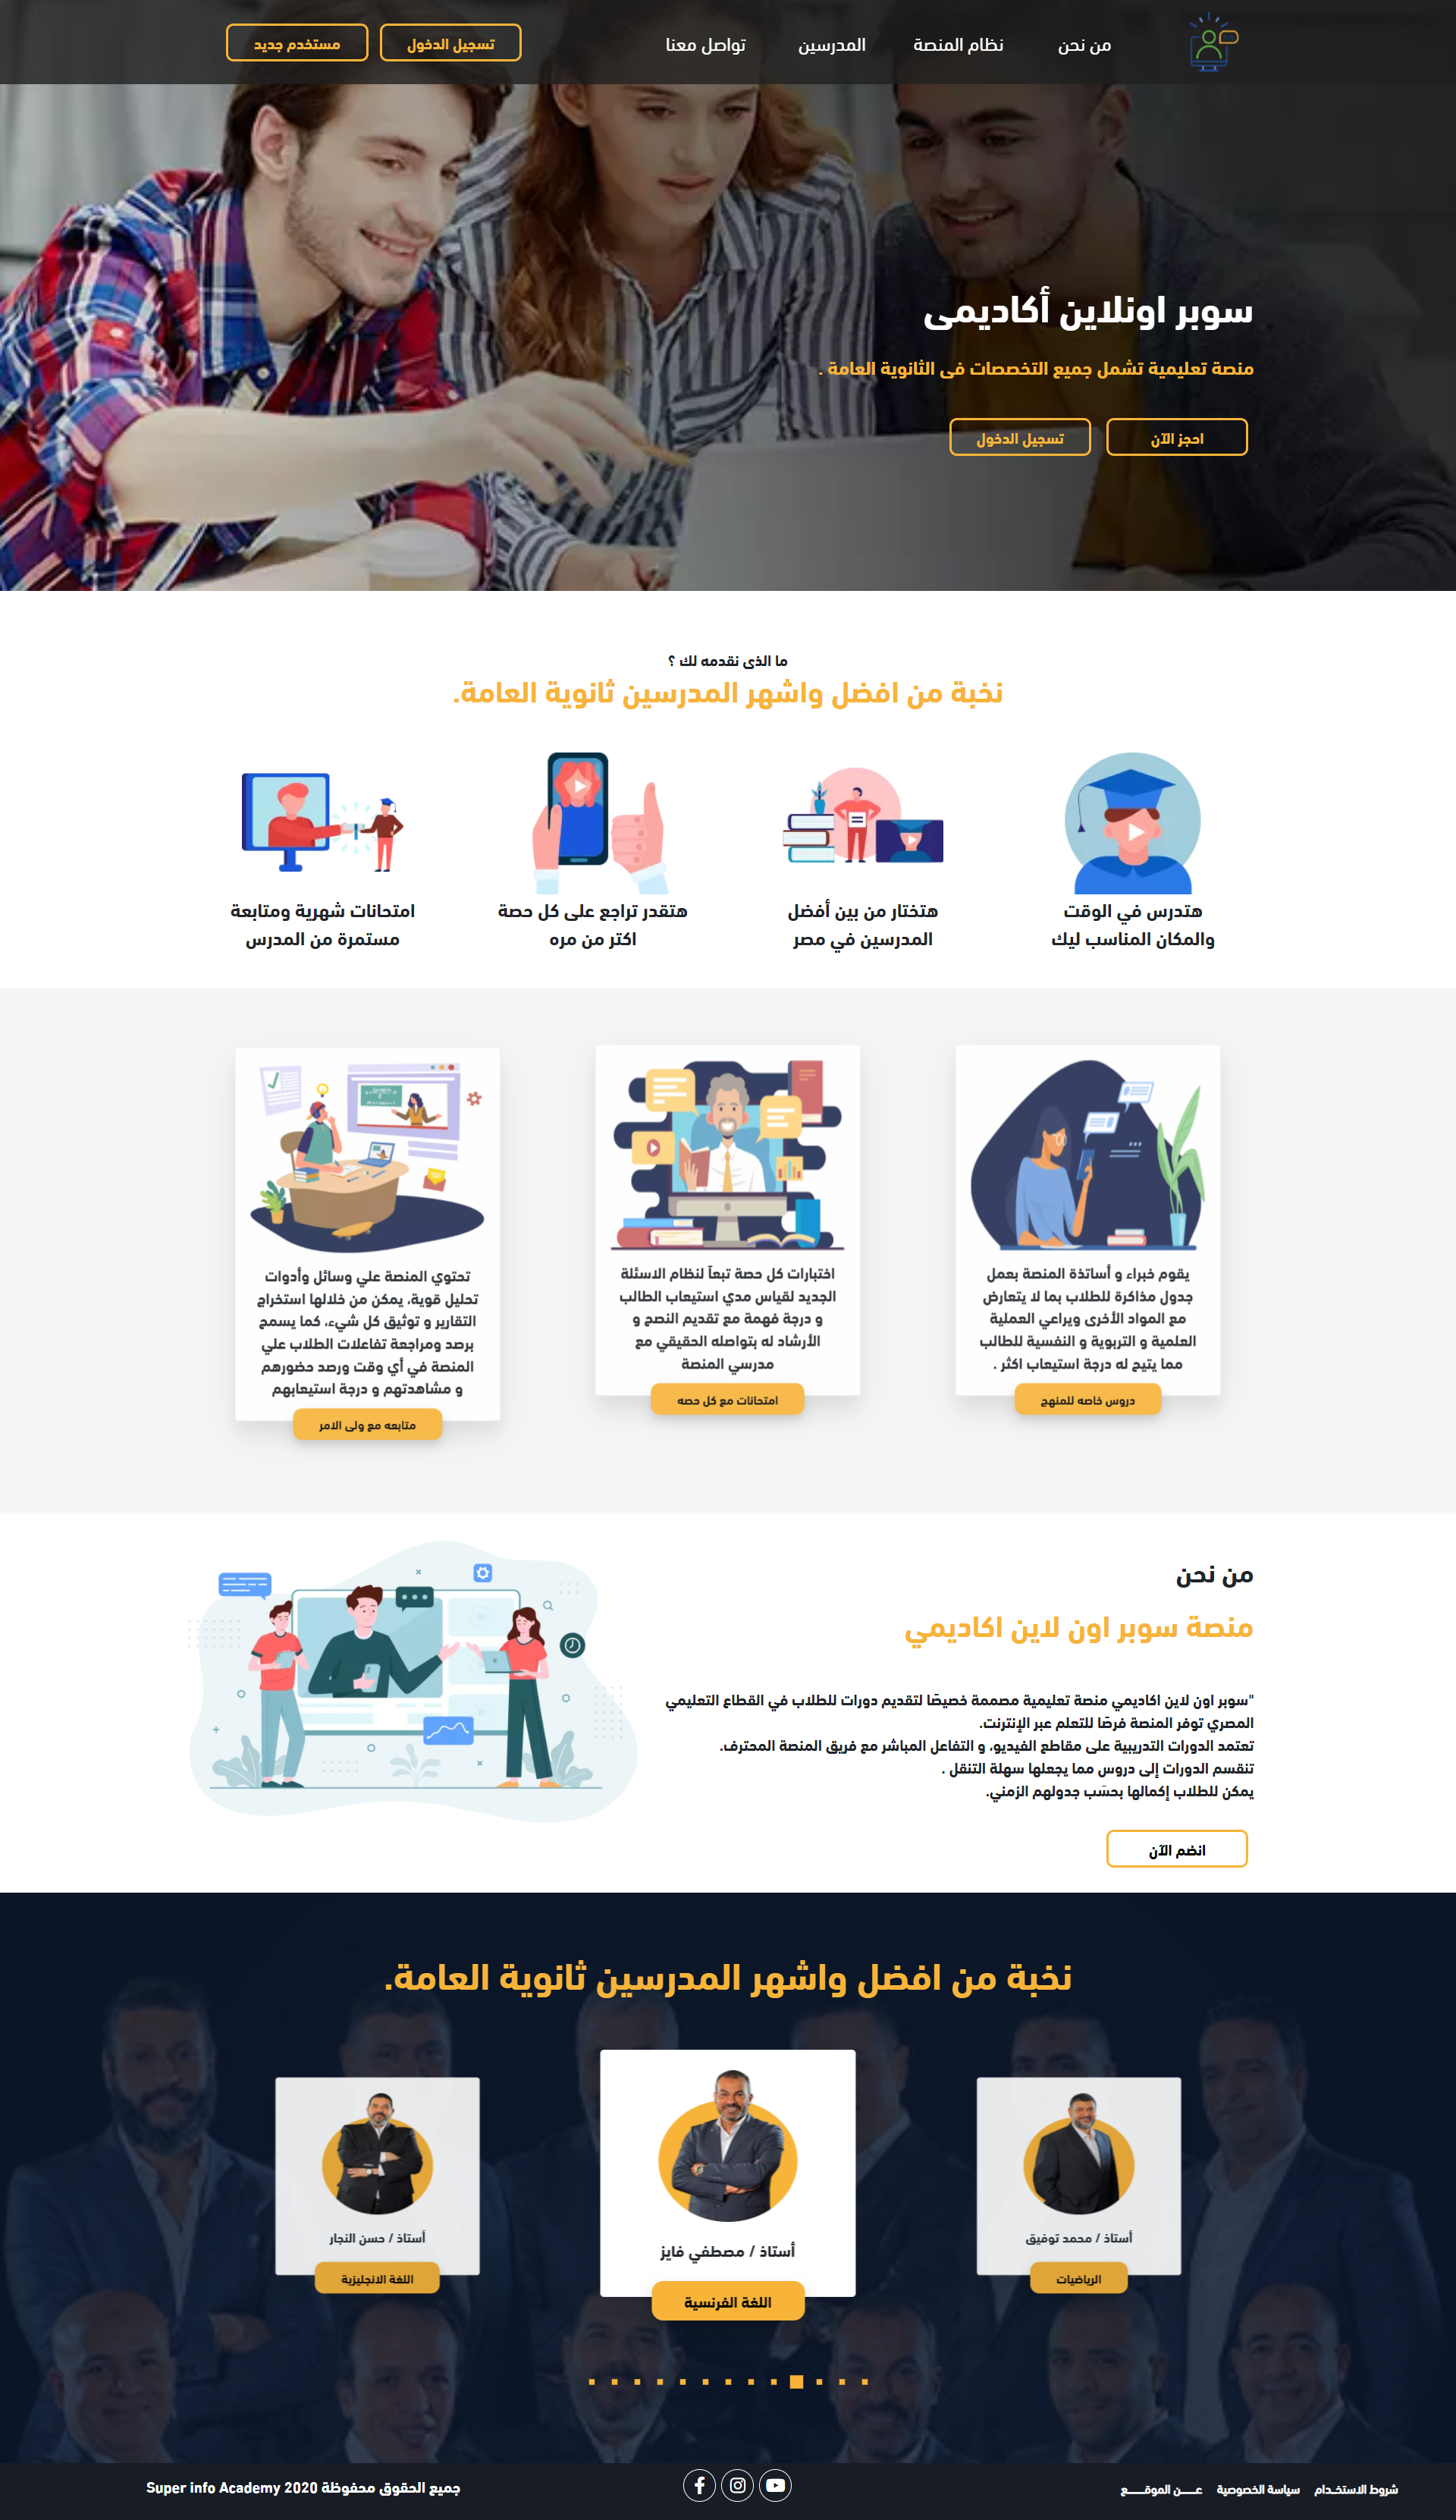 من نحن
نظام المنصة
المدرسين
تواصل معنا
تسجيل الدخول
مستخدم جديد
سوبر اونلاين أكاديمى
منصة تعليمية تشمل جميع التخصصات فى الثانوية العامة .
احجز الآن
تسجيل الدخول
ما الذى نقدمه لك ؟
نخبة من افضل واشهر المدرسين ثانوية العامة.
هتدرس في الوقت
والمكان المناسب ليك
هتختار من بين أفضل
المدرسين في مصر
هتقدر تراجع على كل حصة
اكتر من مره
امتحانات شهرية ومتابعة
مستمرة من المدرس
يقوم خبراء و أساتذة المنصة بعمل
جدول مذاكرة للطلاب بما لا يتعارض
مع المواد الأخرى ويراعي العملية
العلمية و التربوية و النفسية للطالب
مما يتيح له درجة استيعاب اكثر .
دروس خاصه للمنهج
اختبارات كل حصة تبعاً لنظام الاسئلة
الجديد لقياس مدي استيعاب الطالب
و درجة فهمة مع تقديم النصح و
الأرشاد له بتواصله الحقيقي مع
مدرسي المنصة
امتحانات مع كل حصه
تحتوي المنصة علي وسائل وأدوات
تحليل قوية، يمكن من خلالها استخراج
التقارير و توثيق كل شيء، كما يسمح
برصد ومراجعة تفاعلات الطلاب علي
المنصة في أي وقت ورصد حضورهم
و مشاهدتهم و درجة استيعابهم
متابعه مع ولى الامر
من نحن
منصة سوبر اون لاين اكاديمي
"سوبر اون لاين اكاديمي منصة تعليمية مصممة خصيصًا لتقديم دورات للطلاب في القطاع التعليمي
المصري توفر المنصة فرصًا للتعلم عبر الإنترنت.
تعتمد الدورات التدريبية على مقاطع الفيديو، و التفاعل المباشر مع فريق المنصة المحترف.
تنقسم الدورات إلى دروس مما يجعلها سهلة التنقل .
يمكن للطلاب إكمالها بحسَب جدولهم الزمني.
انضم الآن
نخبة من افضل واشهر المدرسين ثانوية العامة.
أستاذ / محمد توفيق
الرياضيات
أستاذ / مصطفي فايز
اللغة الفرنسية
أستاذ / حسن النجار
اللغة الانجليزية
شروط الاستخـدام
سياسة الخصوصية
عــــن الموقــــع
جميع الحقوق محفوظة Super info Academy 2020